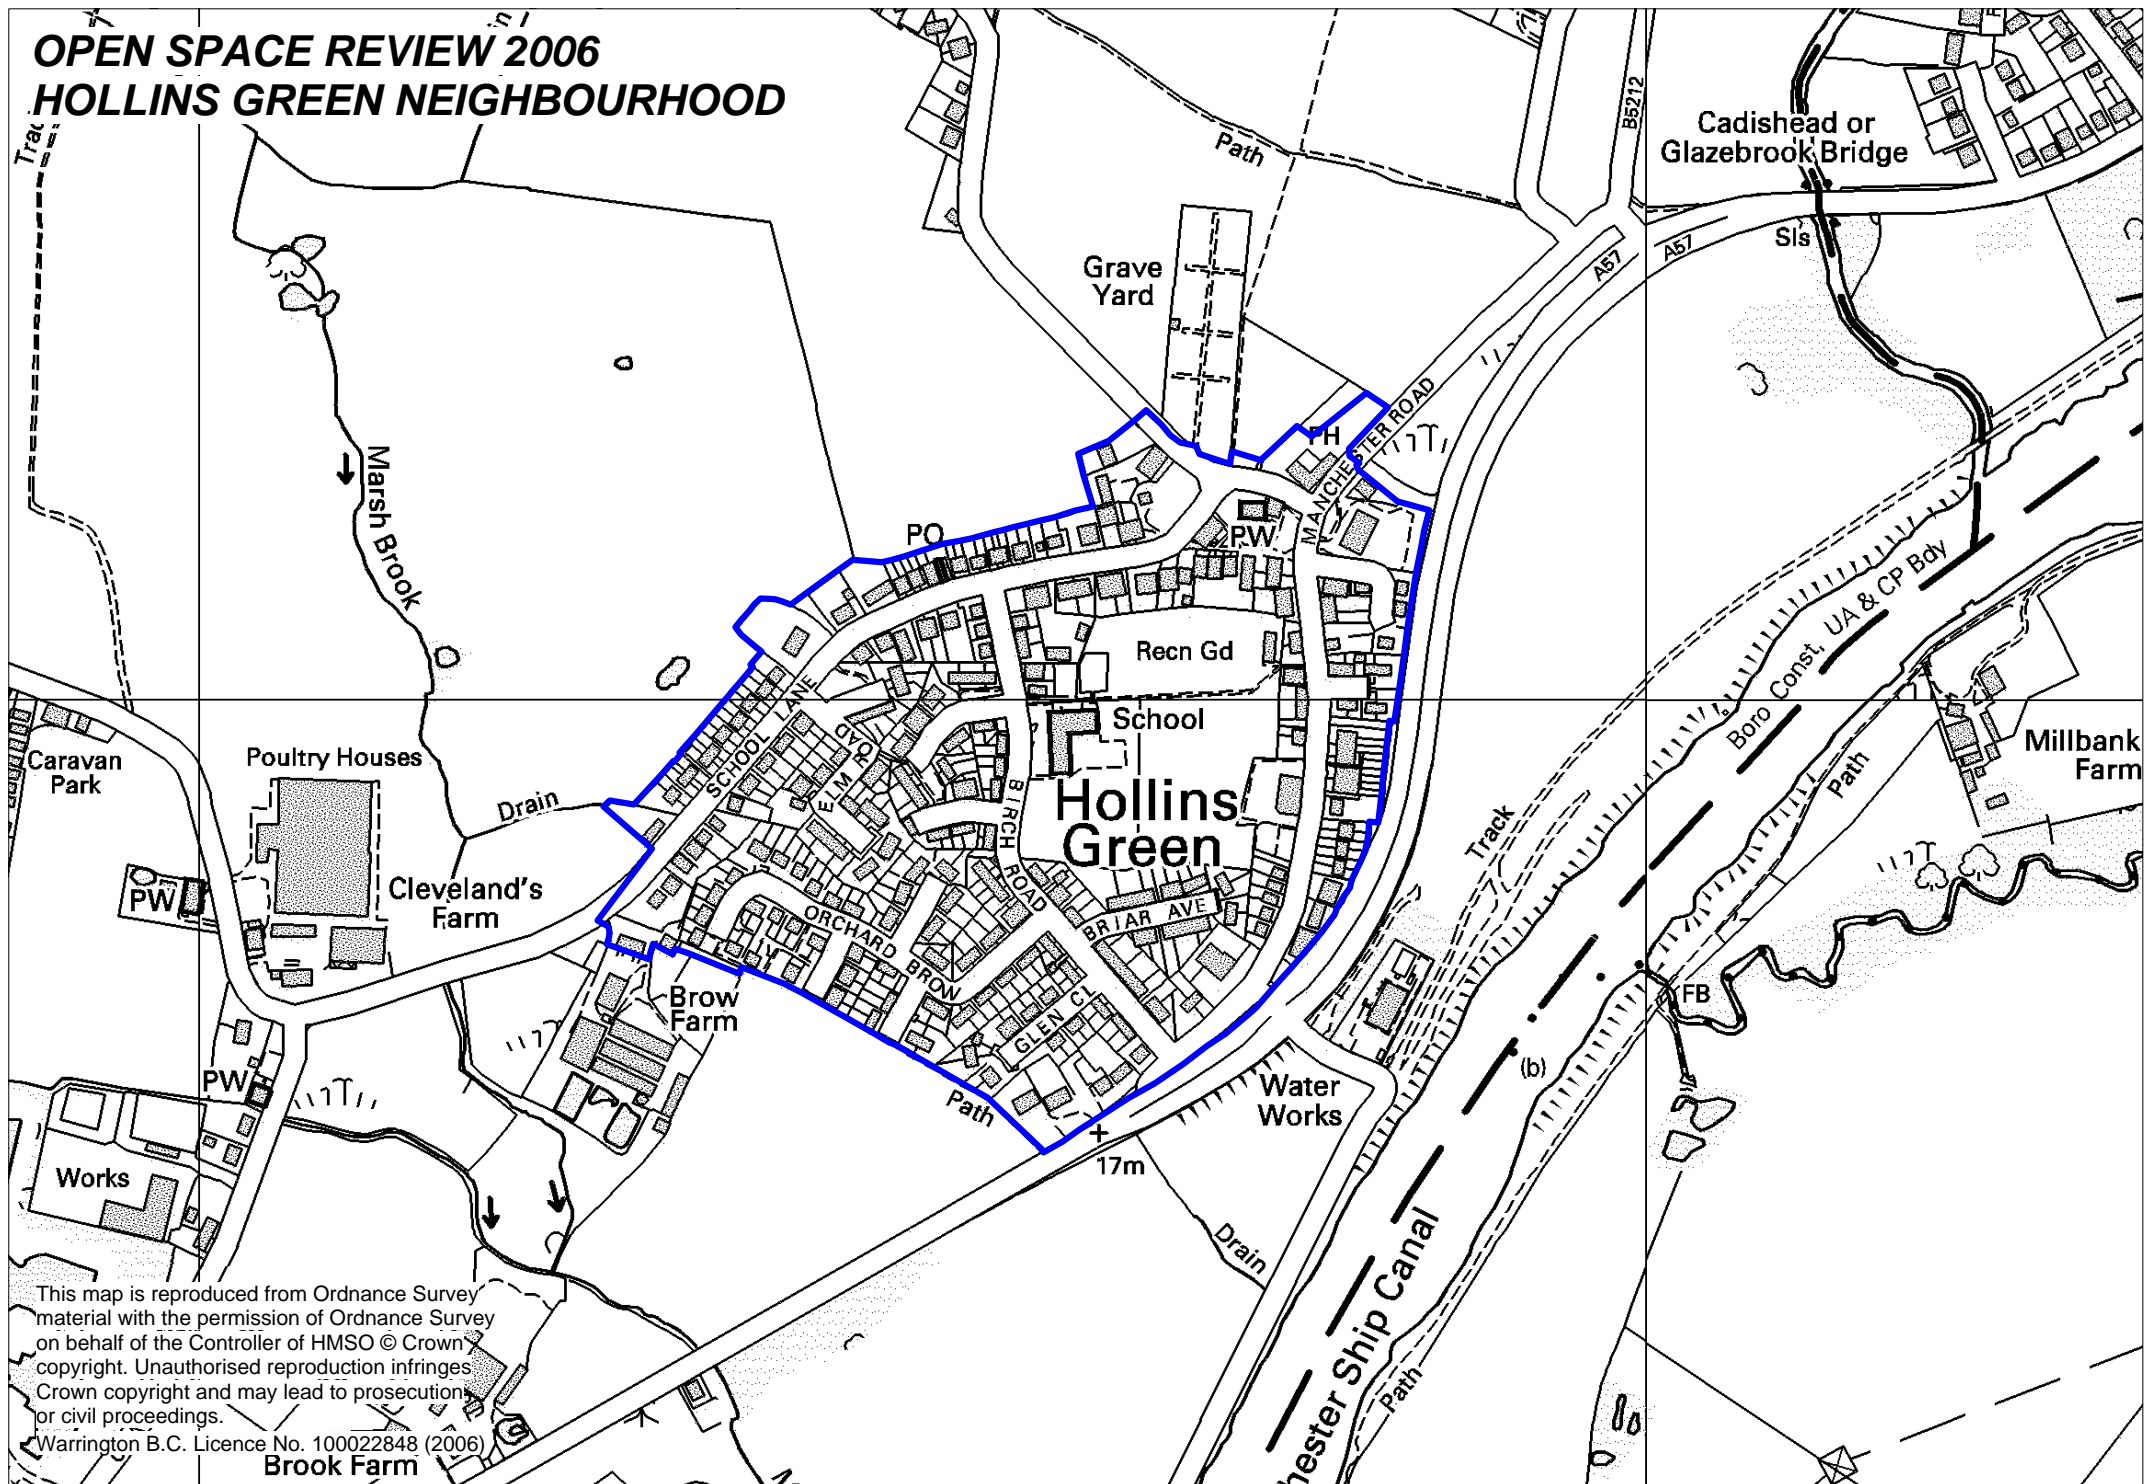 OPEN SPACE REVIEW 2006
HOLLINS GREEN NEIGHBOURHOOD
B5212
Cadishead or
Glazebrook Bridge
Path
Sls
A57
A57
Grave
Yard
MANCHESTER ROAD
PH
Marsh Brook
PO
PW
Boro Const, UA & CP Bdy
Recn Gd
School
SCHOOL LANE
ELM ROAD
BIRCH ROAD
Hollins
Green
Caravan
Park
Poultry Houses
Drain
Millbank
Farm
Path
Track
PW
Cleveland's
Farm
ORCHARD BROW
BRIAR AVE
GLEN CL
Brow
Farm
FB
(b)
PW
Path
Water
Works
17m
Works
Drain
Path
This map is reproduced from Ordnance Survey
material with the permission of Ordnance Survey
on behalf of the Controller of HMSO © Crown
copyright. Unauthorised reproduction infringes
Crown copyright and may lead to prosecution
or civil proceedings.
Warrington B.C. Licence No. 100022848 (2006)
Brook Farm
hester Ship Canal